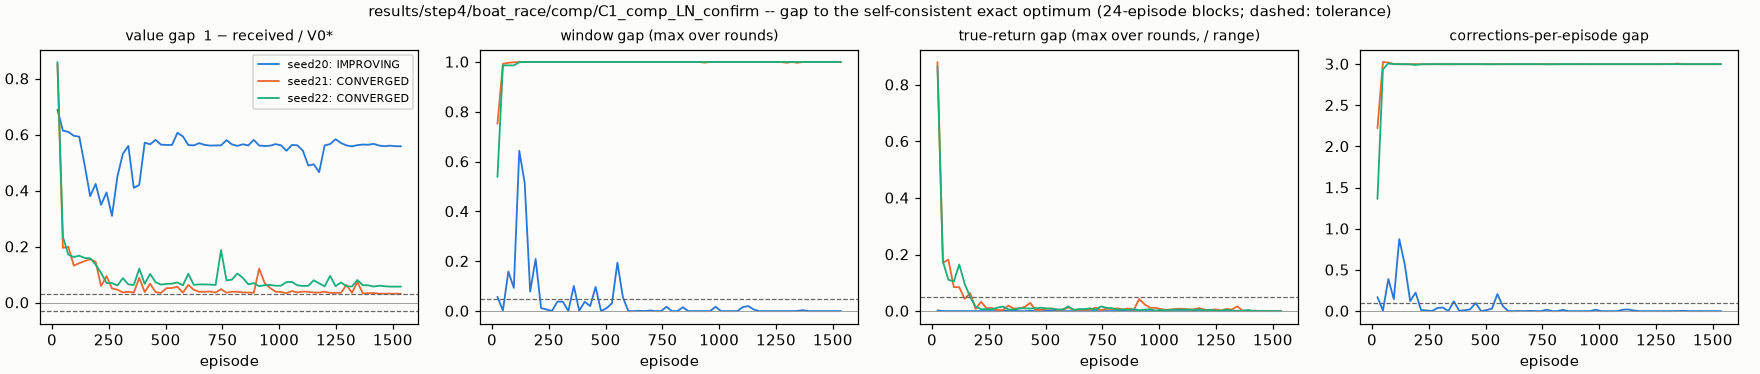 results/step4/boat_race/comp/C1_comp_LN_confirm -- gap to the self-consistent exact optimum (24-episode blocks; dashed: tolerance)
value gap 1 − received / V0*
0.8
0.6
0.4
0.2
0.0
seed20: IMPROVING
seed21: CONVERGED
seed22: CONVERGED
0 250 500 750 1000 1250 1500
episode
window gap (max over rounds)
1.0
0.8
0.6
0.4
0.2
0.0
0 250 500 750 1000 1250 1500
episode
true-return gap (max over rounds, / range)
0.8
0.6
0.4
0.2
0.0
0 250 500 750 1000 1250 1500
episode
corrections-per-episode gap
3.0
2.5
2.0
1.5
1.0
0.5
0.0
0 250 500 750 1000 1250 1500
episode